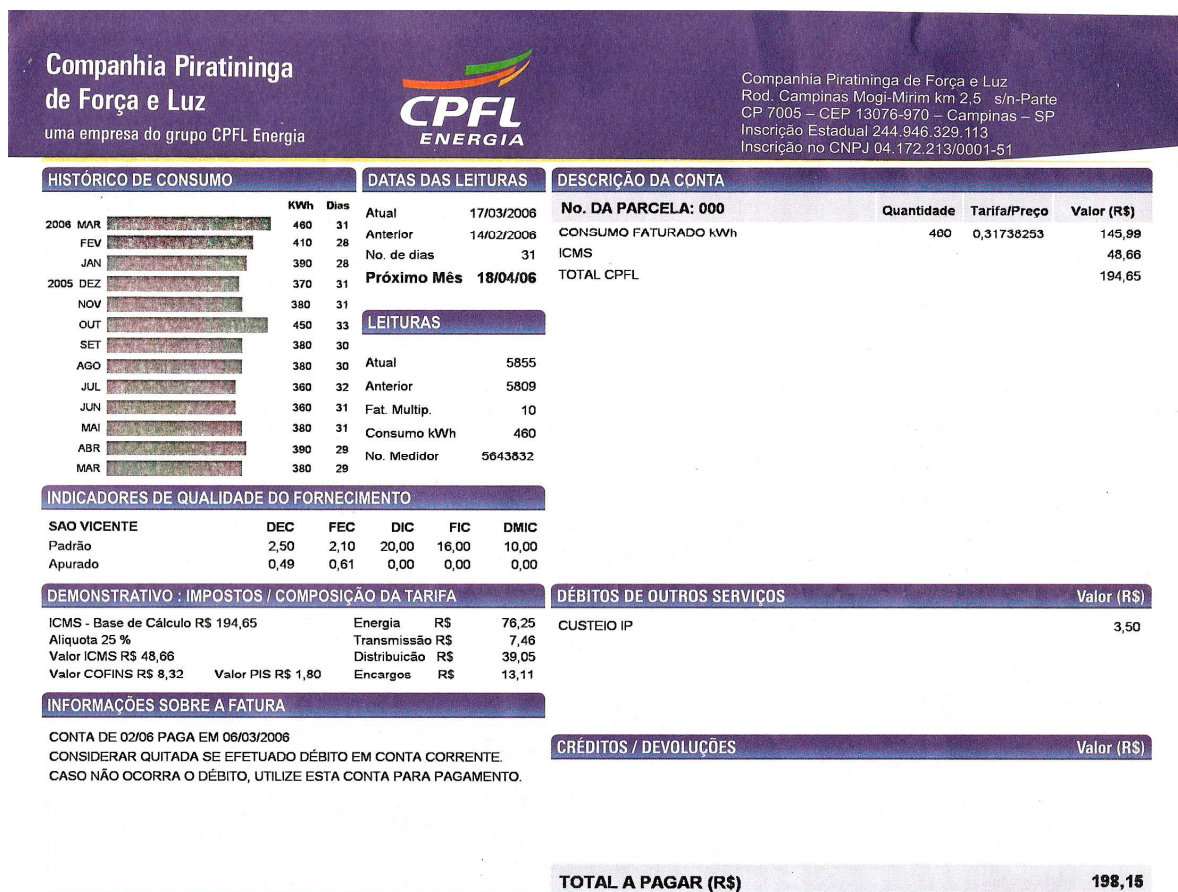 Companhia Piratininga
de Força e Luz
uma empresa do grupo CPFL Energia
CPFL
ENERGIA
Companhia Piratininga de Força e Luz
Rod. Campinas Mogi-Mirim km 2,5 s/n-Parte
CP 7005 – CEP 13076-970 – Campinas – SP
Inscrição Estadual 244.946.329.113
Inscrição no CNPJ 04.172.213/0001-51
HISTÓRICO DE CONSUMO
KWh Dias
2006 MAR 460 31
FEV 410 28
JAN 390 28
2005 DEZ 370 31
NOV 380 31
OUT 450 33
SET 380 30
AGO 380 30
JUL 360 32
JUN 360 31
MAI 380 31
ABR 390 29
MAR 380 29
DATAS DAS LEITURAS
Atual 17/03/2006
Anterior 14/02/2006
No. de dias 31
Próximo Mês 18/04/06
LEITURAS
Atual 5855
Anterior 5809
Fat. Multip. 10
Consumo kWh 460
No. Medidor 5643832
DESCRIÇÃO DA CONTA
No. DA PARCELA: 000 Quantidade Tarifa/Preço Valor (R$)
CONSUMO FATURADO kWh 460 0,31738253 145,99
ICMS 48,66
TOTAL CPFL 194,65
INDICADORES DE QUALIDADE DO FORNECIMENTO
SAO VICENTE DEC FEC DIC FIC DMIC
Padrão 2,50 2,10 20,00 16,00 10,00
Apurado 0,49 0,61 0,00 0,00 0,00
DEMONSTRATIVO : IMPOSTOS / COMPOSIÇÃO DA TARIFA
ICMS - Base de Cálculo R$ 194,65 Energia R$ 76,25
Aliquota 25 % Transmissão R$ 7,46
Valor ICMS R$ 48,66 Distribuicão R$ 39,05
Valor COFINS R$ 8,32 Valor PIS R$ 1,80 Encargos R$ 13,11
DÉBITOS DE OUTROS SERVIÇOS Valor (R$)
CUSTEIO IP 3,50
INFORMAÇÕES SOBRE A FATURA
CONTA DE 02/06 PAGA EM 06/03/2006
CONSIDERAR QUITADA SE EFETUADO DÉBITO EM CONTA CORRENTE.
CASO NÃO OCORRA O DÉBITO, UTILIZE ESTA CONTA PARA PAGAMENTO.
CRÉDITOS / DEVOLUÇÕES Valor (R$)
TOTAL A PAGAR (R$) 198,15